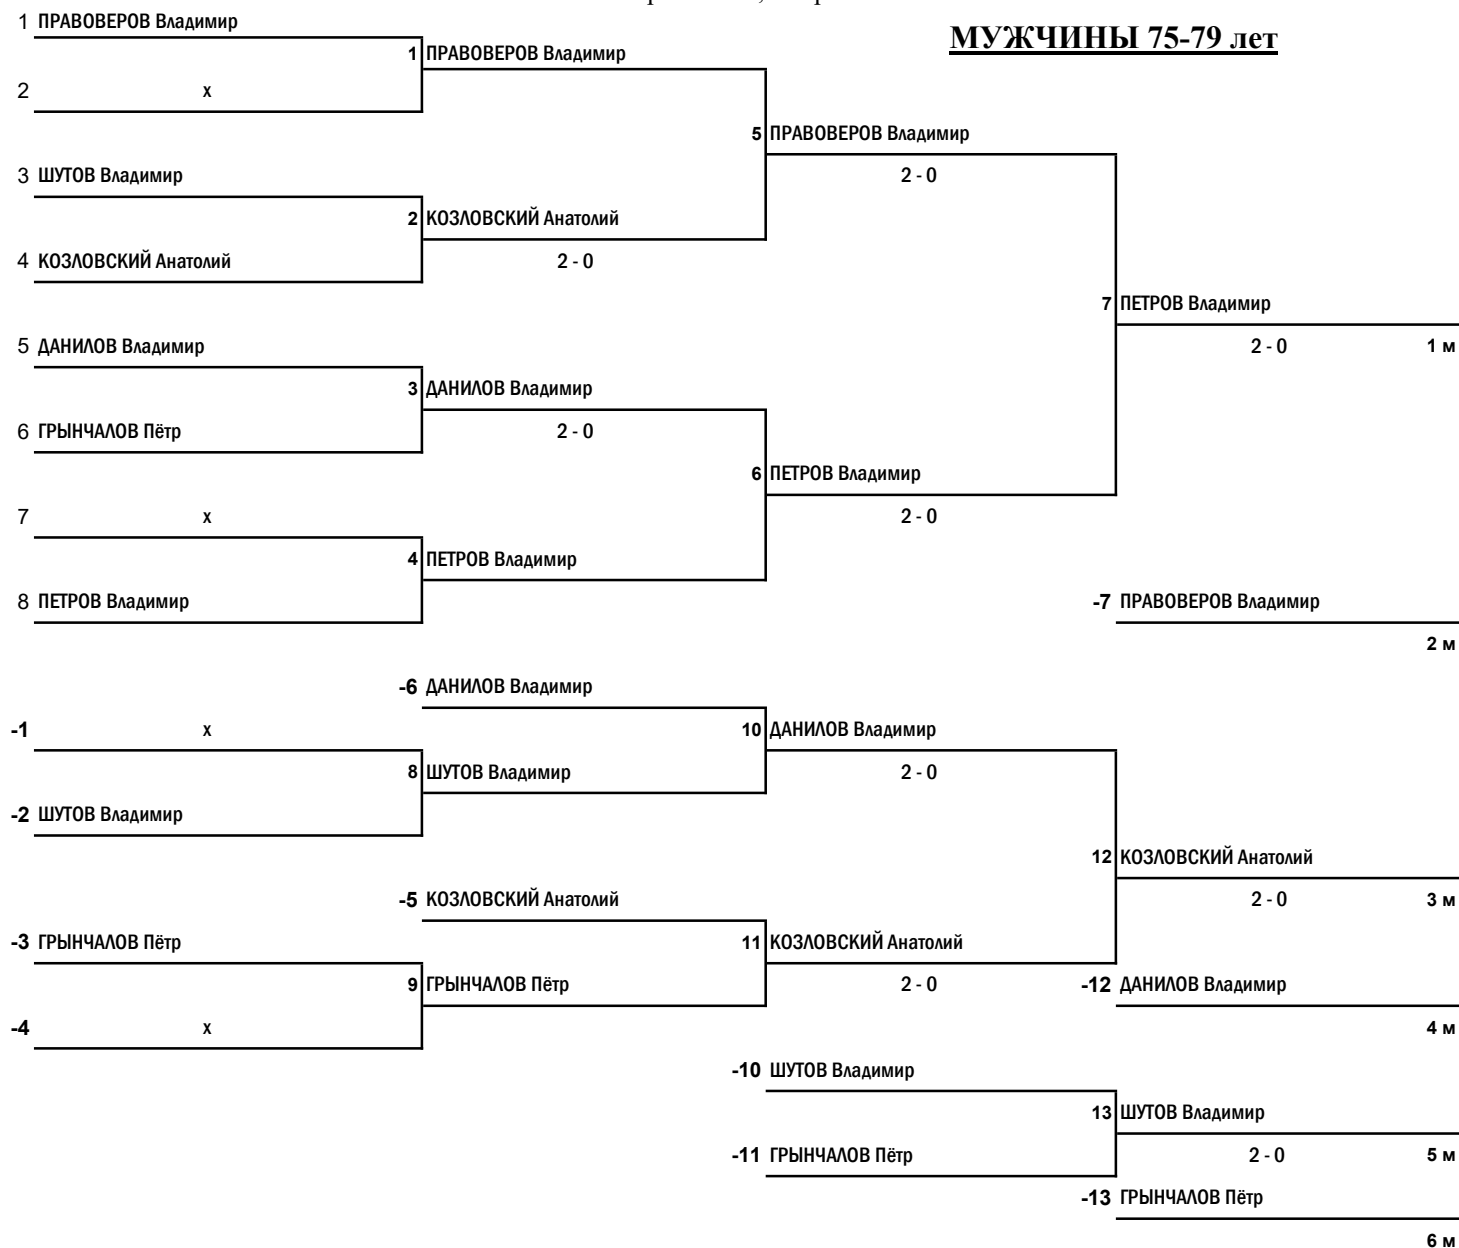 МУЖЧИНЫ 75-79 лет
1 ПРАВОВЕРОВ Владимир
1 ПРАВОВЕРОВ Владимир
2 х
5 ПРАВОВЕРОВ Владимир
3 ШУТОВ Владимир
2 - 0
2 КОЗЛОВСКИЙ Анатолий
4 КОЗЛОВСКИЙ Анатолий
2 - 0
7 ПЕТРОВ Владимир
5 ДАНИЛОВ Владимир
2 - 0 1 м
3 ДАНИЛОВ Владимир
6 ГРЫНЧАЛОВ Пётр
2 - 0
6 ПЕТРОВ Владимир
7 х
2 - 0
4 ПЕТРОВ Владимир
8 ПЕТРОВ Владимир
-7 ПРАВОВЕРОВ Владимир
2 м
-6 ДАНИЛОВ Владимир
-1 х
10 ДАНИЛОВ Владимир
8 ШУТОВ Владимир
2 - 0
-2 ШУТОВ Владимир
12 КОЗЛОВСКИЙ Анатолий
-5 КОЗЛОВСКИЙ Анатолий
2 - 0 3 м
-3 ГРЫНЧАЛОВ Пётр
11 КОЗЛОВСКИЙ Анатолий
9 ГРЫНЧАЛОВ Пётр
2 - 0
-12 ДАНИЛОВ Владимир
-4 х
4 м
-10 ШУТОВ Владимир
13 ШУТОВ Владимир
-11 ГРЫНЧАЛОВ Пётр
2 - 0 5 м
-13 ГРЫНЧАЛОВ Пётр
6 м